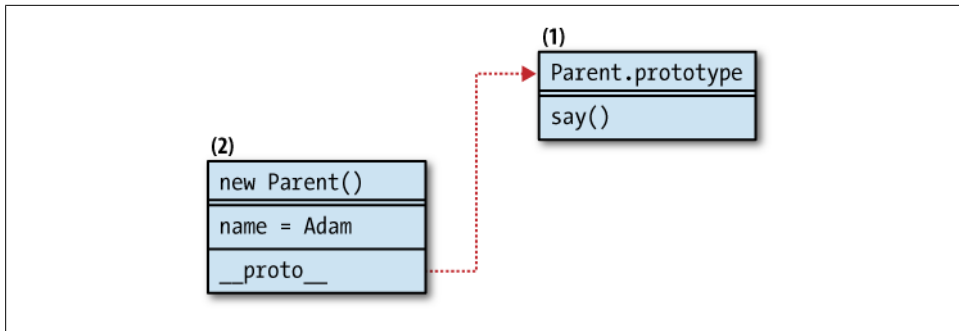 (1)
Parent.prototype
say()
(2)
new Parent()
name = Adam
__proto__